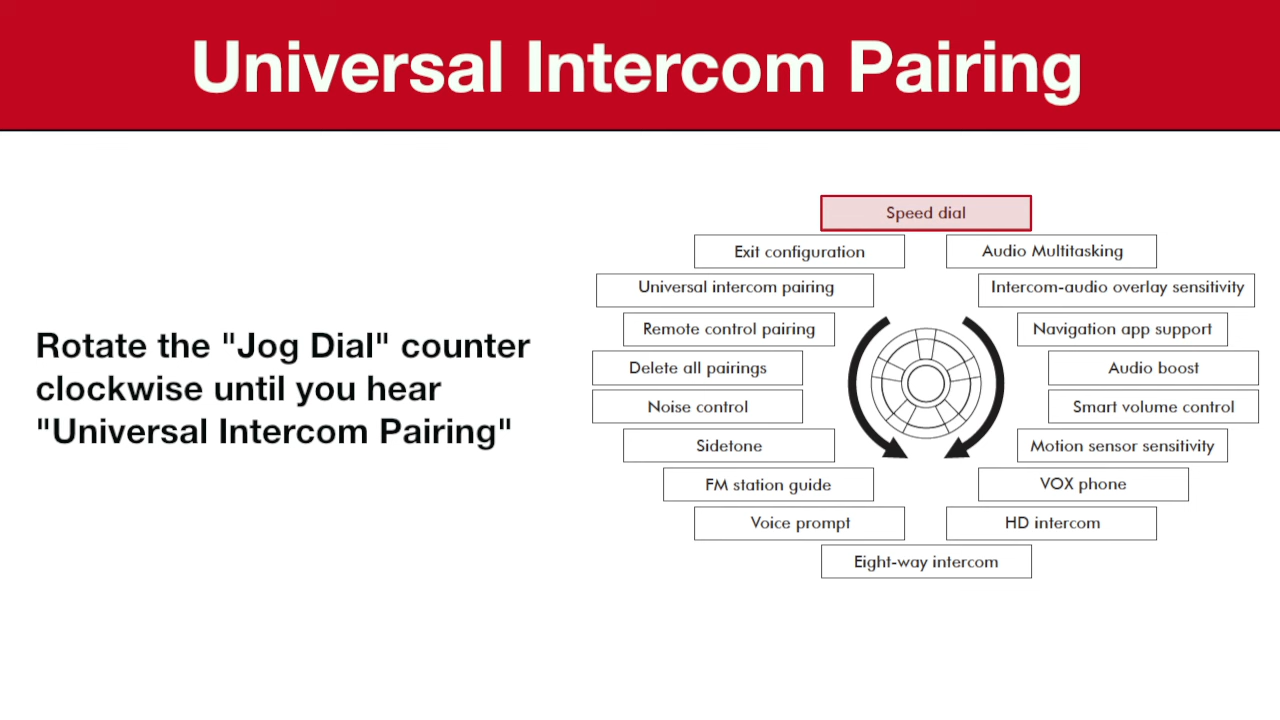 Universal Intercom Pairing
Rotate the "Jog Dial" counter
clockwise until you hear
"Universal Intercom Pairing"
Speed dial
Exit configuration
Audio Multitasking
Universal intercom pairing
Intercom-audio overlay sensitivity
Remote control pairing
Navigation app support
Delete all pairings
Audio boost
Noise control
Smart volume control
Sidetone
Motion sensor sensitivity
FM station guide
VOX phone
Voice prompt
HD intercom
Eight-way intercom